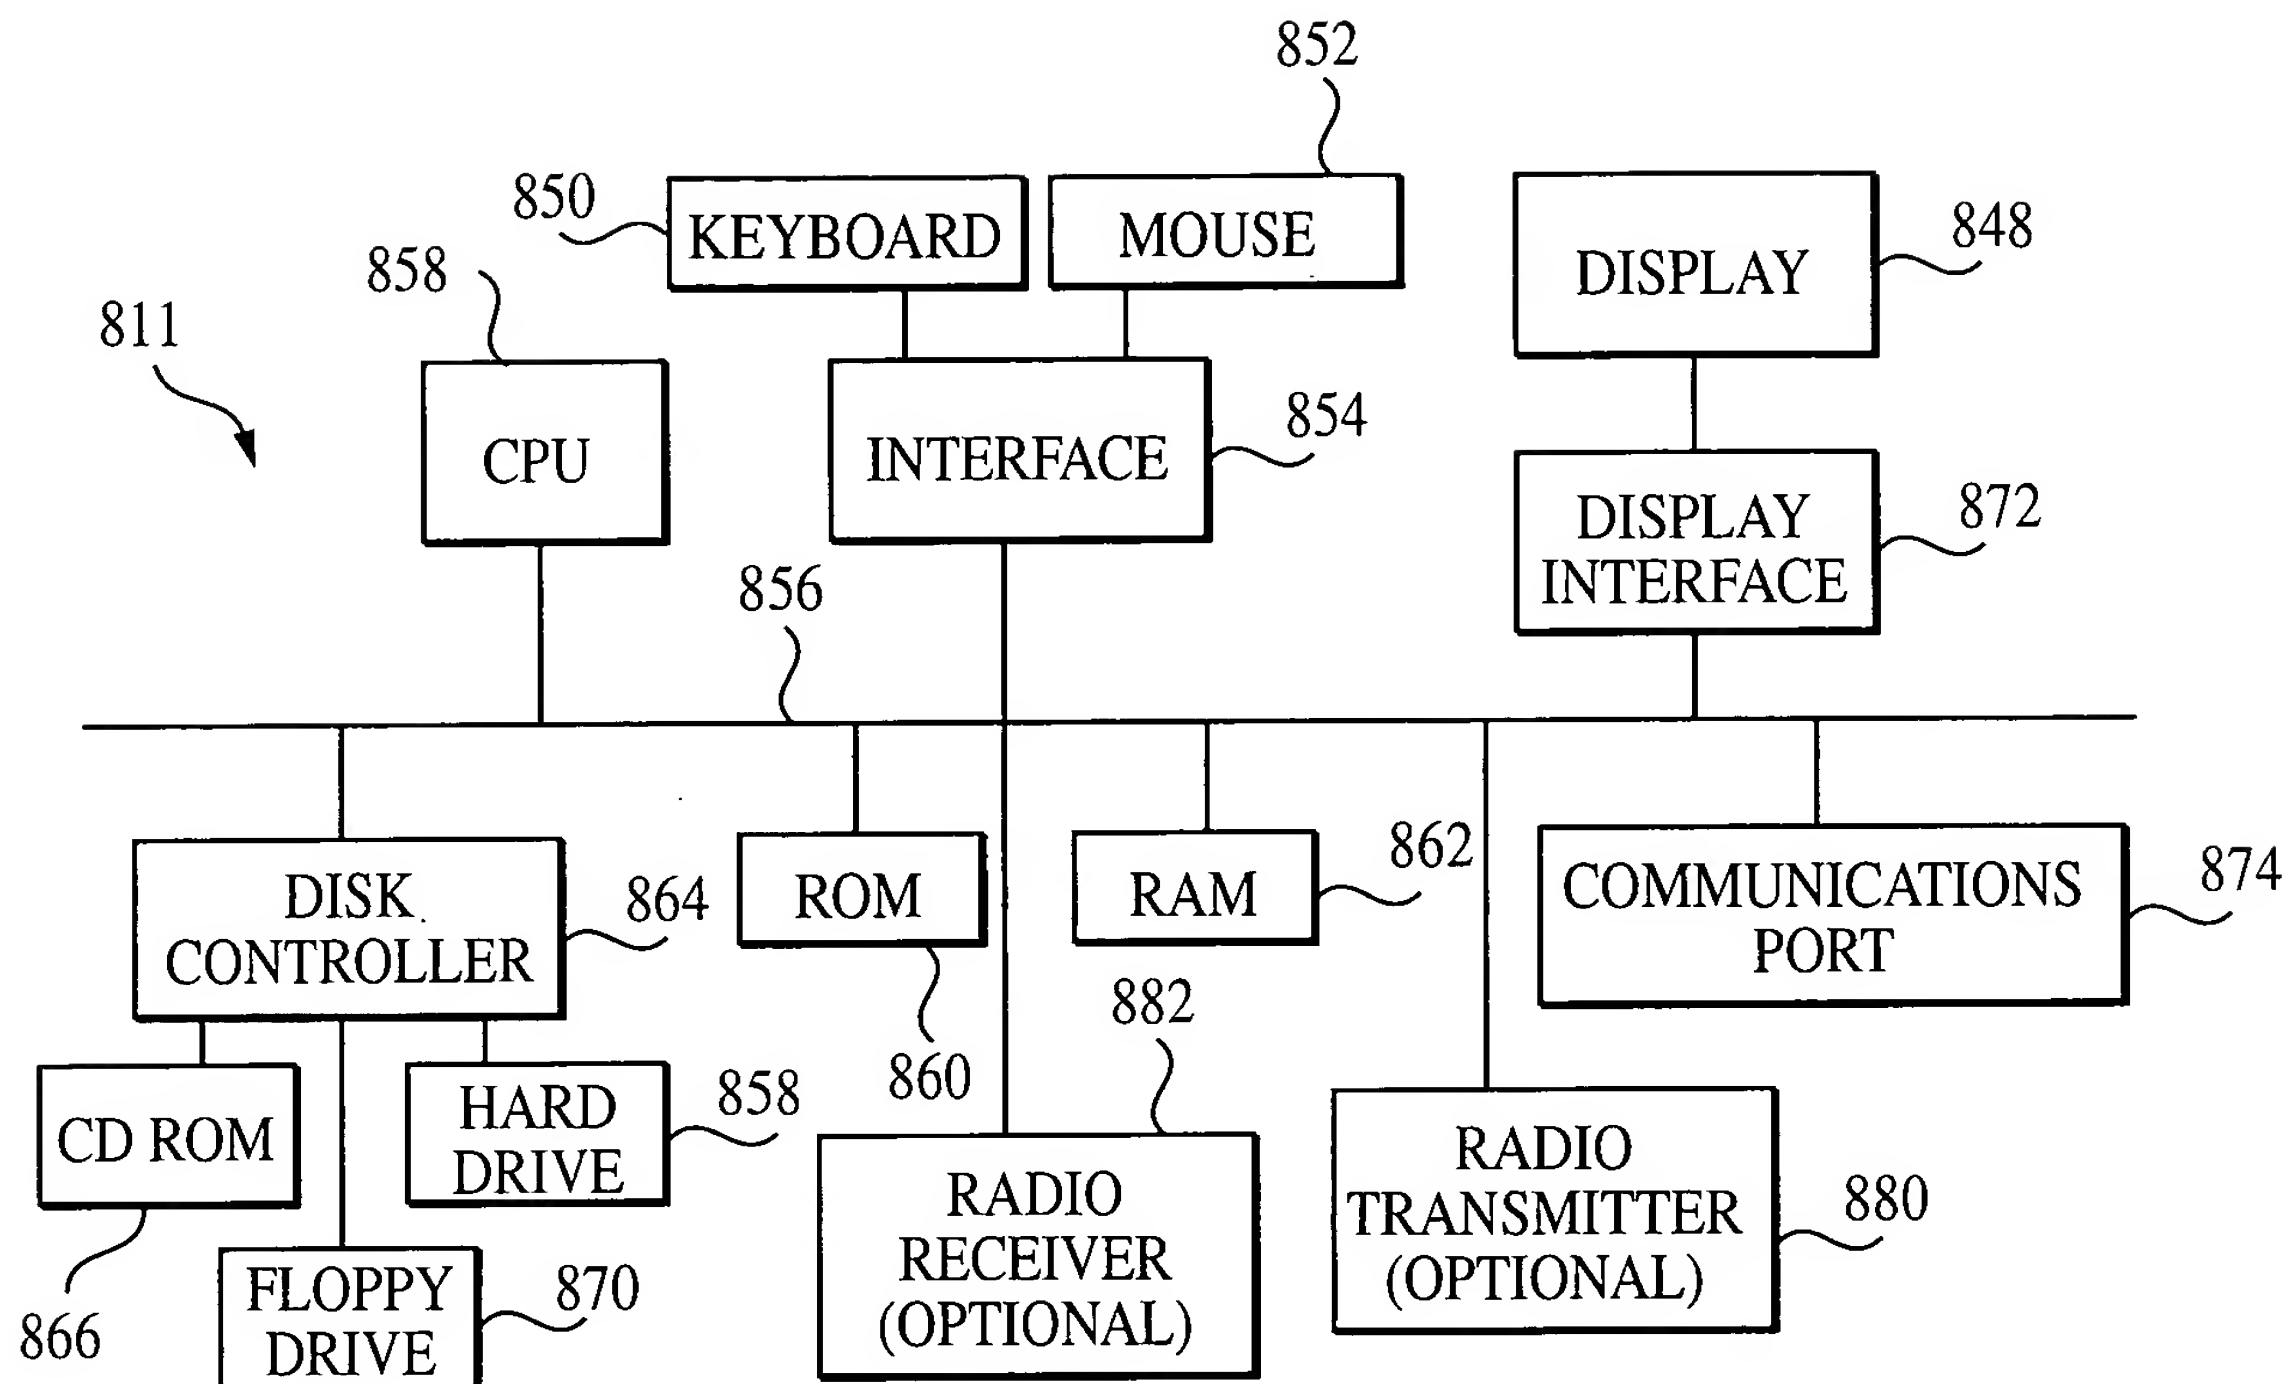 852
850
KEYBOARD
MOUSE
848
DISPLAY
858
811
CPU
INTERFACE
854
DISPLAY
INTERFACE
872
856
DISK
CONTROLLER
864
ROM
860
RAM
862
COMMUNICATIONS
PORT
874
882
CD ROM
866
HARD
DRIVE
858
FLOPPY
DRIVE
870
RADIO
RECEIVER
(OPTIONAL)
RADIO
TRANSMITTER
(OPTIONAL)
880